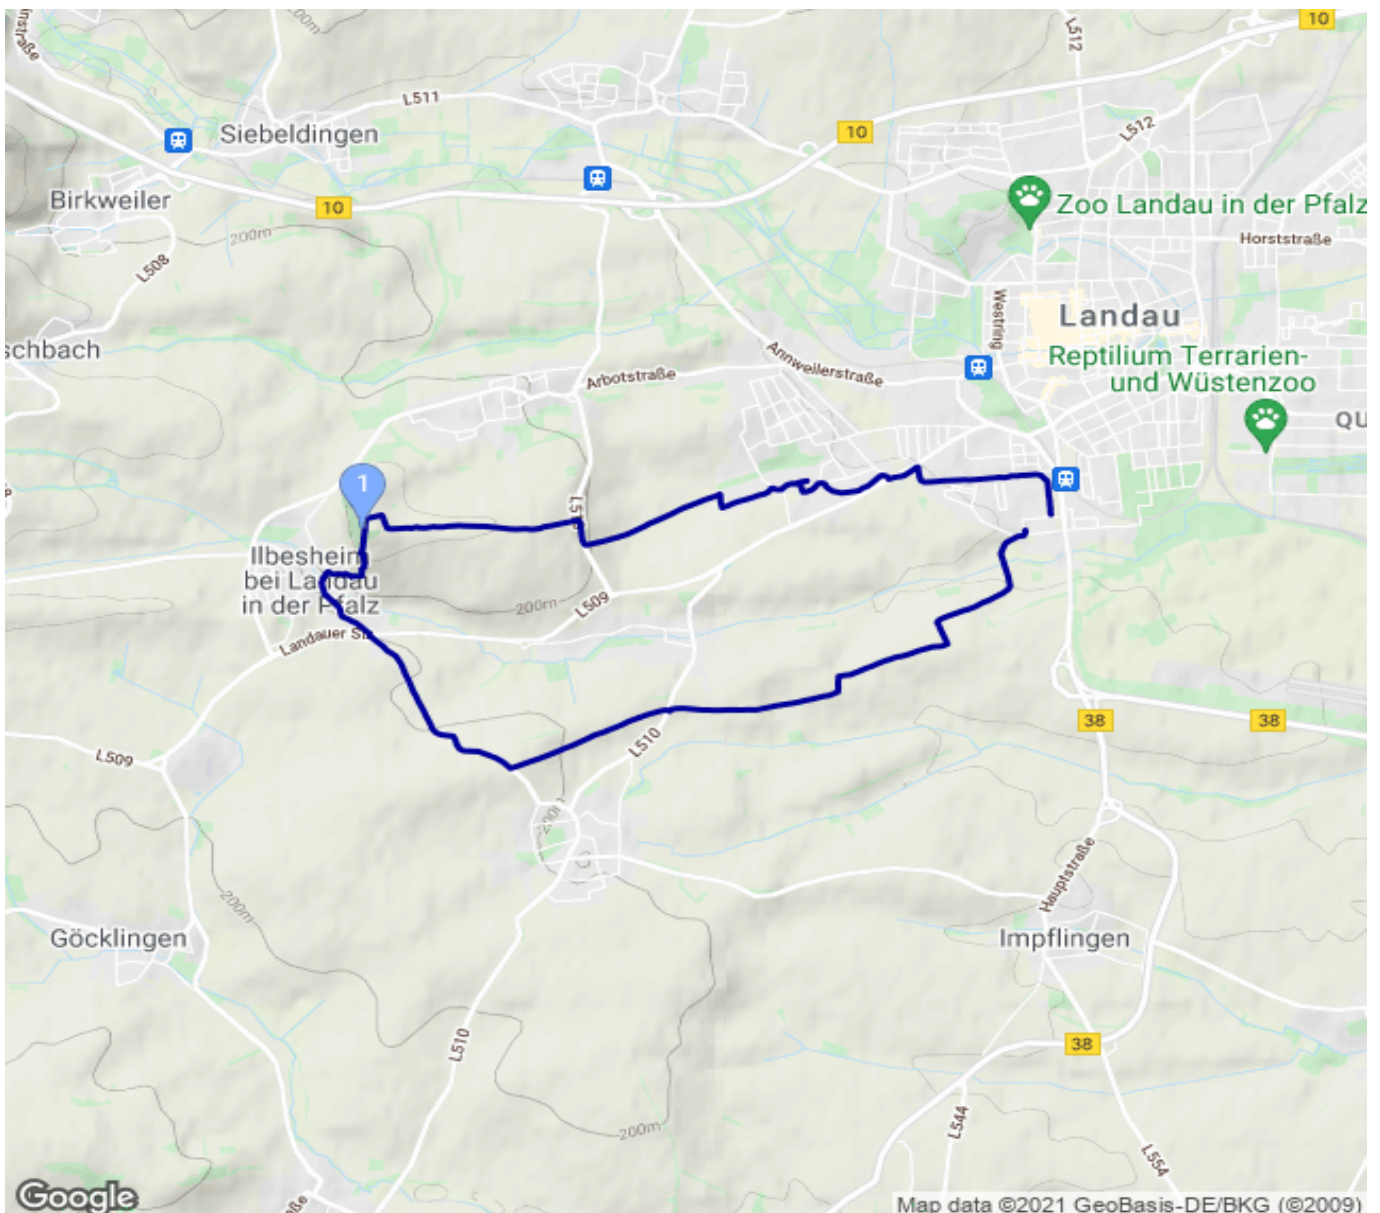 10
L512
200m
L511
10
L512
Siebeldingen
Birkweiler
10
Zoo Landau in der Pfalz
200m
Horststraße
L508
Westring
Landau
schbach
Annweilerstraße
Reptilium Terrarien-
und Wüstenzoo
Arbotstraße
QU
1
Ilbesheim
bei Landau
in der Pfalz
200m
L509
Landauer Str.
38
38
L510
L509
200m
Hauptstraße
200m
Göcklingen
Impflingen
L510
38
L544
200m
L554
Google
Map data ©2021 GeoBasis-DE/BKG (©2009)